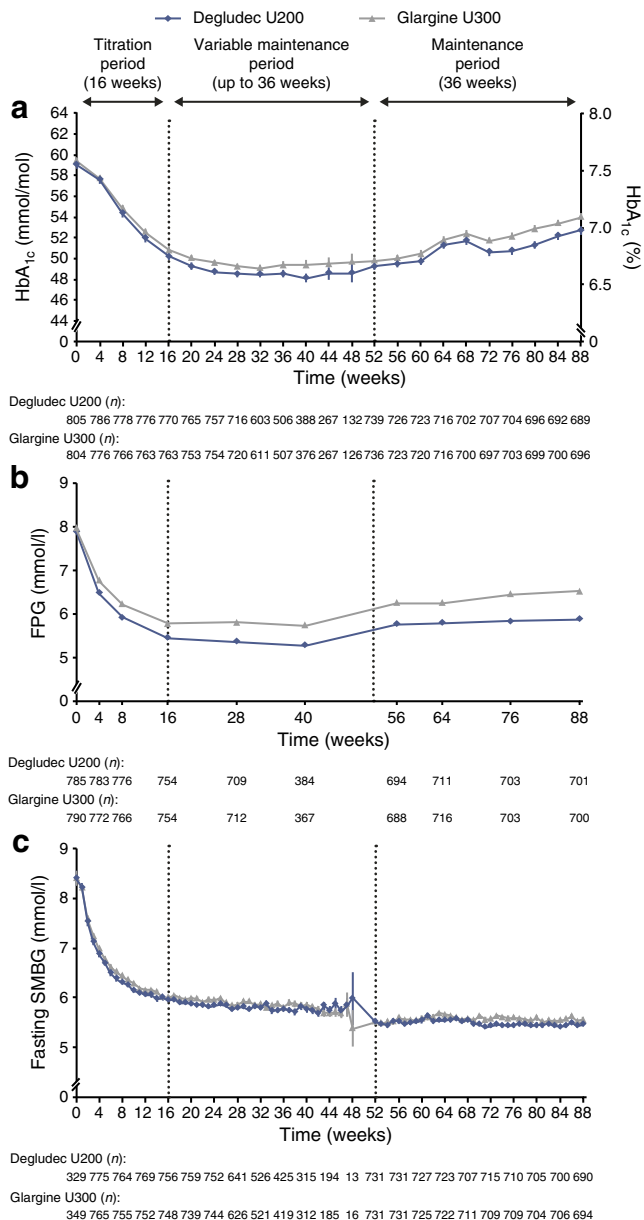 Degludec U200 Glargine U300
Titration period (16 weeks)
Variable maintenance period (up to 36 weeks)
Maintenance period (36 weeks)
a
HbA1c (mmol/mol)
64
62
60
58
56
54
52
50
48
46
44
0
8.0
7.5
7.0
6.5
0
HbA1c (%)
0 4 8 12 16 20 24 28 32 36 40 44 48 52 56 60 64 68 72 76 80 84 88
Time (weeks)
Degludec U200 (n):
805 786 778 776 770 765 757 716 603 506 388 267 132 739 726 723 716 702 707 704 696 692 689
Glargine U300 (n):
804 776 766 763 763 753 754 720 611 507 376 267 126 736 723 720 716 700 697 703 699 700 696
b
FPG (mmol/l)
9
8
7
6
5
0
0 4 8 16 28 40 56 64 76 88
Time (weeks)
Degludec U200 (n):
785 783 776 754 709 384 694 711 703 701
Glargine U300 (n):
790 772 766 754 712 367 688 716 703 700
c
Fasting SMBG (mmol/l)
9
8
7
6
5
0
0 4 8 12 16 20 24 28 32 36 40 44 48 52 56 60 64 68 72 76 80 84 88
Time (weeks)
Degludec U200 (n):
329 775 764 769 756 759 752 641 526 425 315 194 13 731 731 727 723 707 715 710 705 700 690
Glargine U300 (n):
349 765 755 752 748 739 744 626 521 419 312 185 16 731 731 725 722 711 709 709 704 706 694